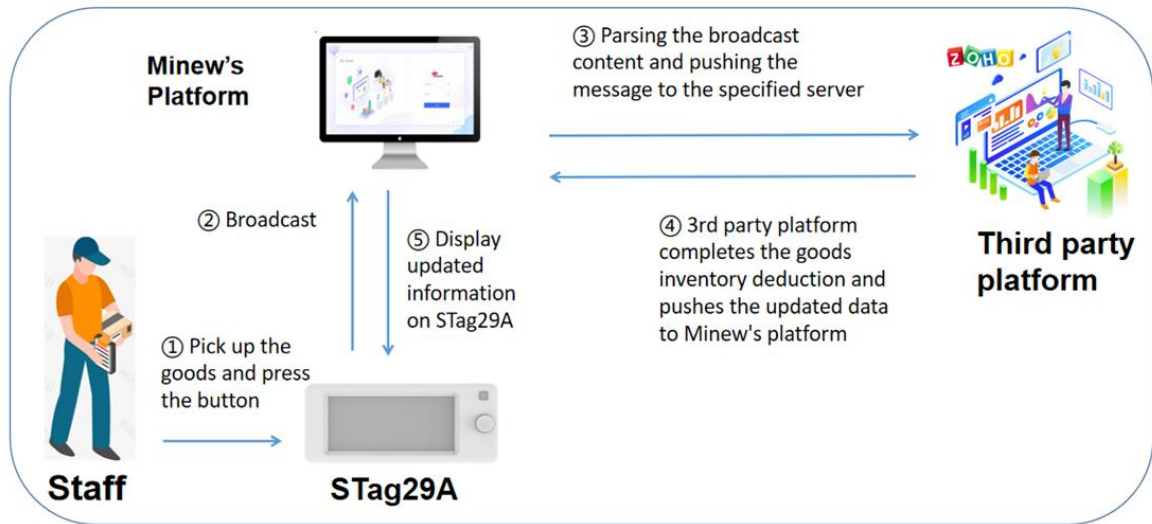 Minew's
Platform
③ Parsing the broadcast
content and pushing the
message to the specified server
ZOHO
② Broadcast
⑤ Display
updated
information
on STag29A
④ 3rd party platform
completes the goods
inventory deduction and
pushes the updated data
to Minew's platform
Third party
platform
① Pick up the
goods and press
the button
Staff
STag29A